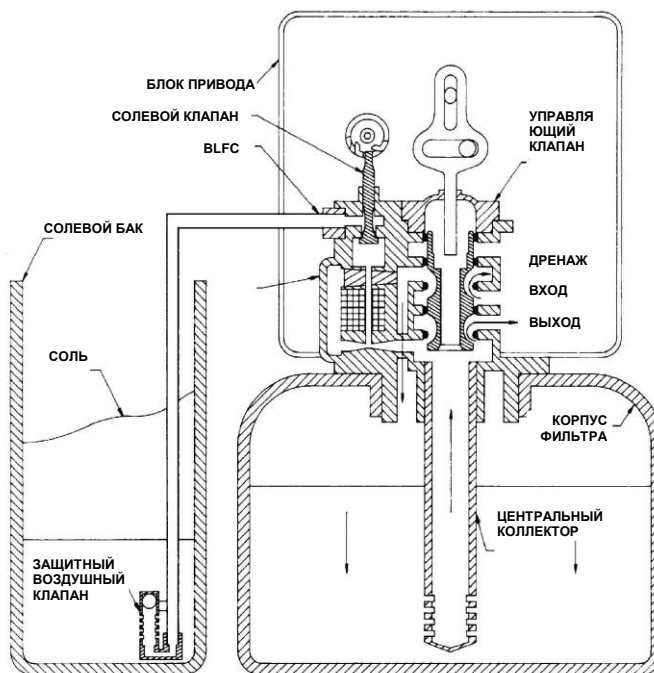 БЛОК ПРИВОДА
СОЛЕВОЙ КЛАПАН
BLFC
СОЛЕВОЙ БАК
УПРАВЛЯ
ЮЩИЙ
КЛАПАН
ДРЕНАЖ
ВХОД
ВЫХОД
СОЛЬ
КОРПУС
ФИЛЬТРА
ЦЕНТРАЛЬНЫЙ
КОЛЛЕКТОР
ЗАЩИТНЫЙ
ВОЗДУШНЫЙ
КЛАПАН